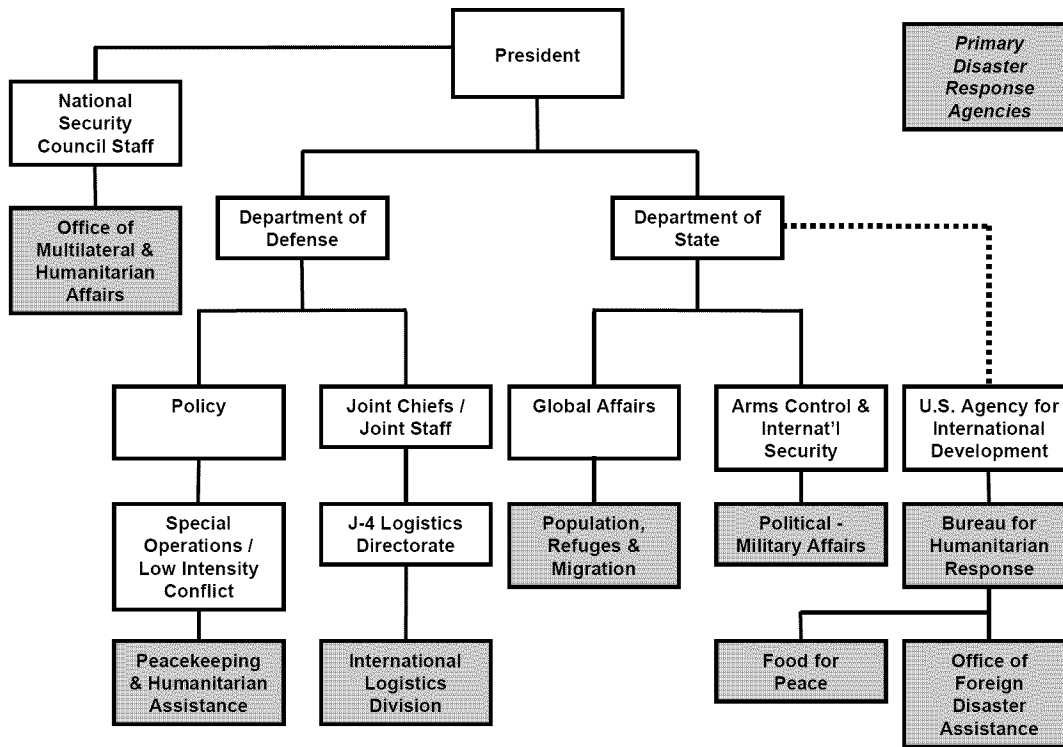 President
Primary
Disaster
Response
Agencies
National
Security
Council Staff
Office of
Multilateral &
Humanitarian
Affairs
Department of
Defense
Department of
State
Policy
Joint Chiefs /
Joint Staff
Global Affairs
Arms Control &
Internat'l
Security
U.S. Agency for
International
Development
Special
Operations /
Low Intensity
Conflict
J-4 Logistics
Directorate
Population,
Refuges &
Migration
Political -
Military Affairs
Bureau for
Humanitarian
Response
Peacekeeping
& Humanitarian
Assistance
International
Logistics
Division
Food for
Peace
Office of
Foreign
Disaster
Assistance